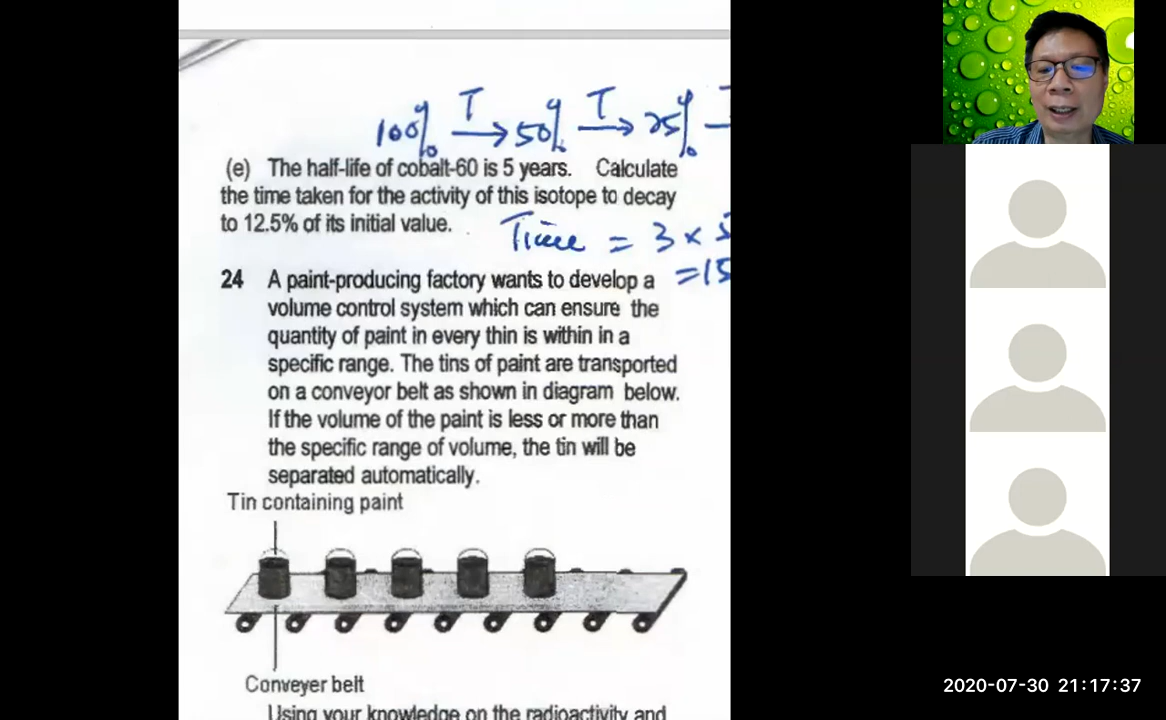 100% T → 50% T → 25% →
(e) The half-life of cobalt-60 is 5 years. Calculate
the time taken for the activity of this isotope to decay
to 12.5% of its initial value.
Time = 3 × 5
= 15
24 A paint-producing factory wants to develop a
volume control system which can ensure the
quantity of paint in every thin is within in a
specific range. The tins of paint are transported
on a conveyor belt as shown in diagram below.
If the volume of the paint is less or more than
the specific range of volume, the tin will be
separated automatically.
Tin containing paint
Conveyer belt
Using your knowledge on the radioactivity and
2020-07-30 21:17:37